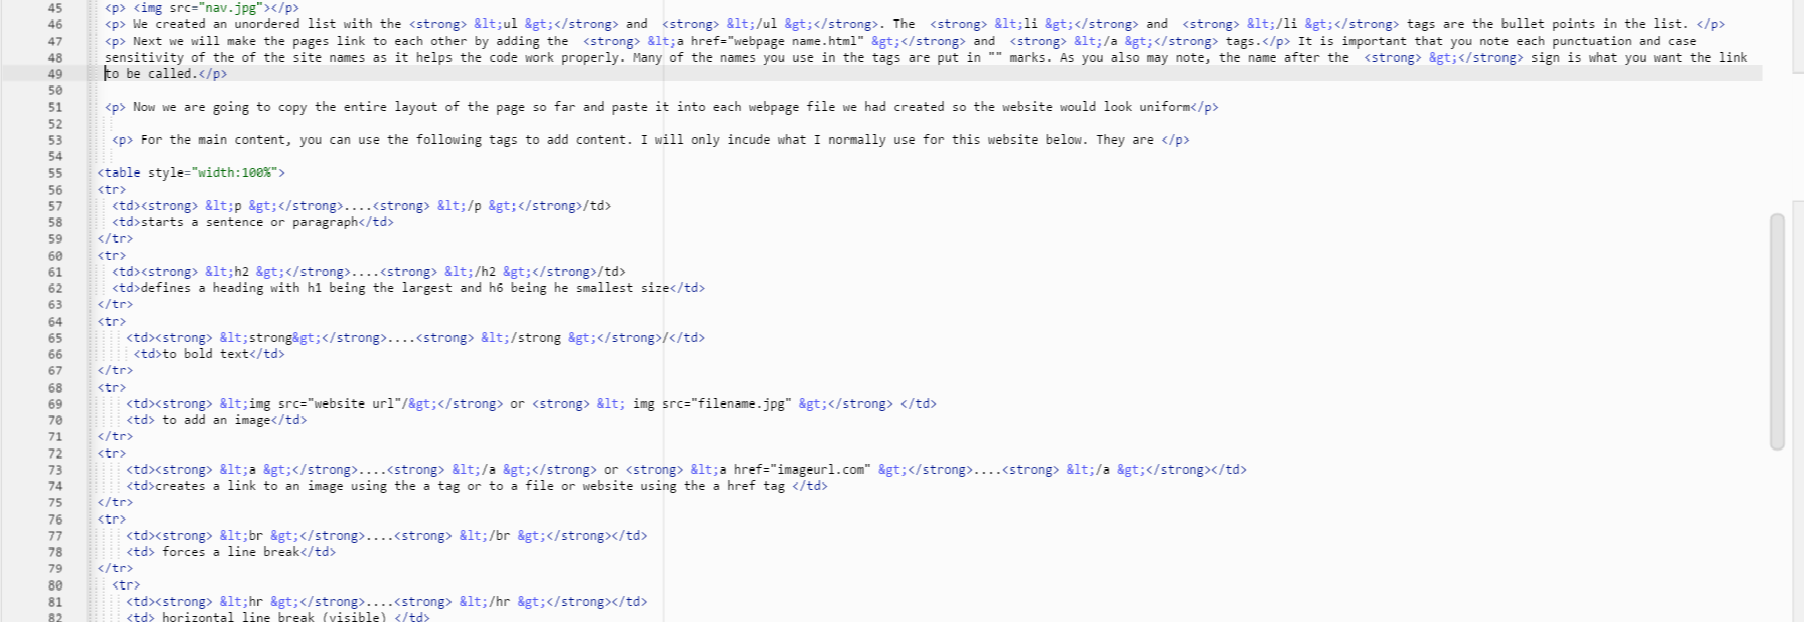 45 <p> <img src="nav.jpg"></p>
46 <p> We created an unordered list with the <strong> &lt;ul &gt;</strong> and  <strong> &lt;/ul &gt;</strong>. The  <strong> &lt;li &gt;</strong> and  <strong> &lt;/li &gt;</strong> tags are the bullet points in the list. </p>
47 <p> Next we will make the pages link to each other by adding the  <strong> &lt;a href="webpage name.html" &gt;</strong> and  <strong> &lt;/a &gt;</strong> tags.</p> It is important that you note each punctuation and case
48 sensitivity of the of the site names as it helps the code work properly. Many of the names you use in the tags are put in "" marks. As you also may note, the name after the  <strong> &gt;</strong> sign is what you want the link
49 to be called.</p>
50
51 <p> Now we are going to copy the entire layout of the page so far and paste it into each webpage file we had created so the website would look uniform</p>
52
53 <p> For the main content, you can use the following tags to add content. I will only incude what I normally use for this website below. They are </p>
54
55 <table style="width:100%">
56 <tr>
57 <td><strong> &lt;p &gt;</strong>....<strong> &lt;/p &gt;</strong>/td>
58 <td>starts a sentence or paragraph</td>
59 </tr>
60 <tr>
61 <td><strong> &lt;h2 &gt;</strong>....<strong> &lt;/h2 &gt;</strong>/td>
62 <td>defines a heading with h1 being the largest and h6 being he smallest size</td>
63 </tr>
64 <tr>
65 <td><strong> &lt;strong&gt;</strong>....<strong> &lt;/strong &gt;</strong>/</td>
66 <td>to bold text</td>
67 </tr>
68 <tr>
69 <td><strong> &lt;img src="website url"/&gt;</strong> or <strong> &lt; img src="filename.jpg" &gt;</strong> </td>
70 <td> to add an image</td>
71 </tr>
72 <tr>
73 <td><strong> &lt;a &gt;</strong>....<strong> &lt;/a &gt;</strong> or <strong> &lt;a href="imageurl.com" &gt;</strong>....<strong> &lt;/a &gt;</strong></td>
74 <td>creates a link to an image using the a tag or to a file or website using the a href tag </td>
75 </tr>
76 <tr>
77 <td><strong> &lt;br &gt;</strong>....<strong> &lt;/br &gt;</strong></td>
78 <td> forces a line break</td>
79 </tr>
80 <tr>
81 <td><strong> &lt;hr &gt;</strong>....<strong> &lt;/hr &gt;</strong></td>
82 <td> horizontal line break (visible) </td>